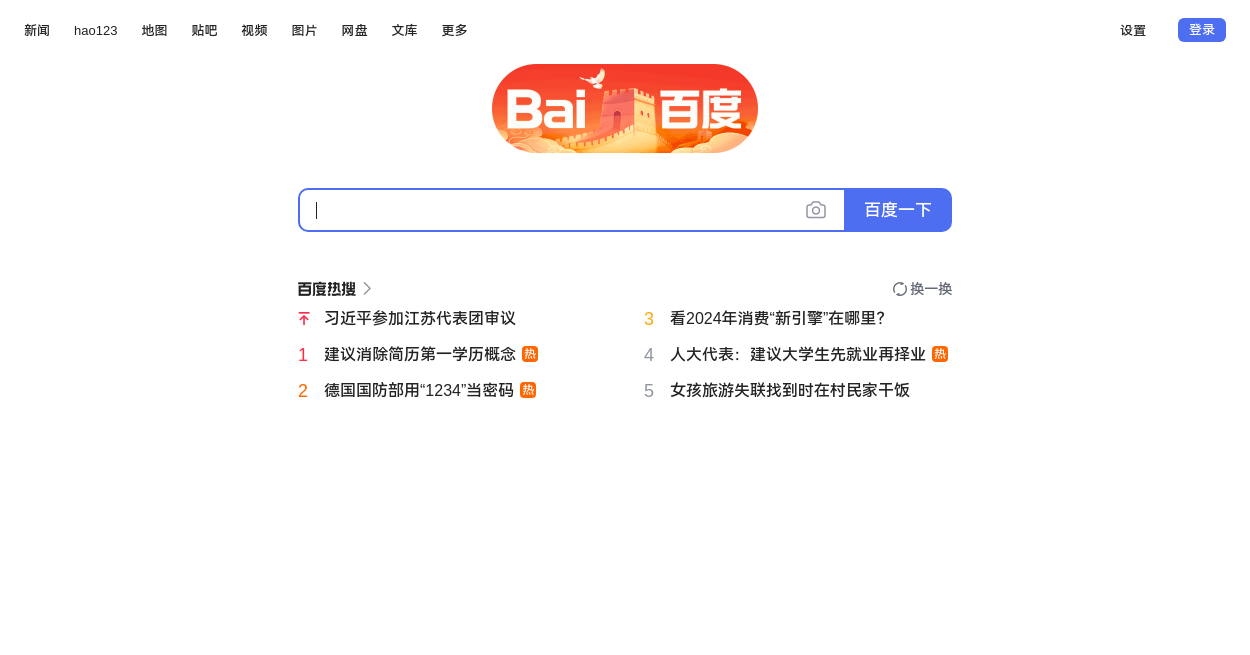 新闻 hao123 地图 贴吧 视频 图片 网盘 文库 更多 设置 登录
Bai 百度
百度一下
百度热搜 换一换
习近平参加江苏代表团审议
1 建议消除简历第一学历概念 热
2 德国国防部用“1234”当密码 热
3 看2024年消费“新引擎”在哪里？
4 人大代表：建议大学生先就业再择业 热
5 女孩旅游失联找到时在村民家干饭